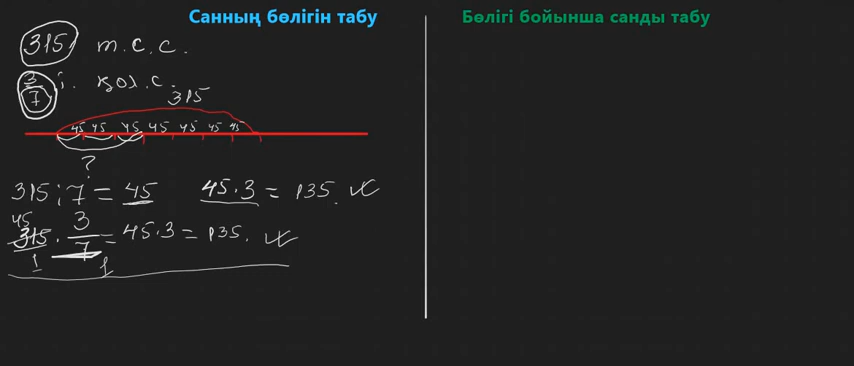 Санның бөлігін табу
Бөлігі бойынша санды табу
315 т.с.с.
3/7 і. қол.с.
315
45 45 45 45 45 45 45
?
315:7=45 45·3=135.
45
315·3/7=45·3=135.
1 1